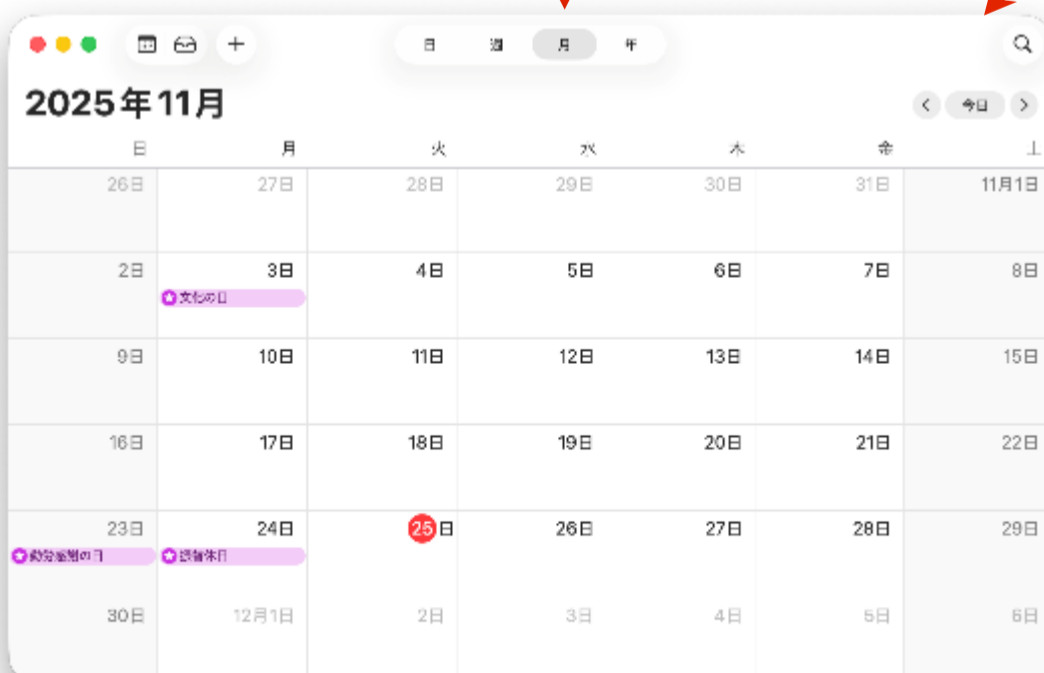 日 週 月 年
2025年11月
今日
日 月 火 水 木 金 土
26日 27日 28日 29日 30日 31日 11月1日
2日 3日 4日 5日 6日 7日 8日
文化の日
9日 10日 11日 12日 13日 14日 15日
16日 17日 18日 19日 20日 21日 22日
23日 24日 25日 26日 27日 28日 29日
勤労感謝の日 振替休日
30日 12月1日 2日 3日 4日 5日 6日